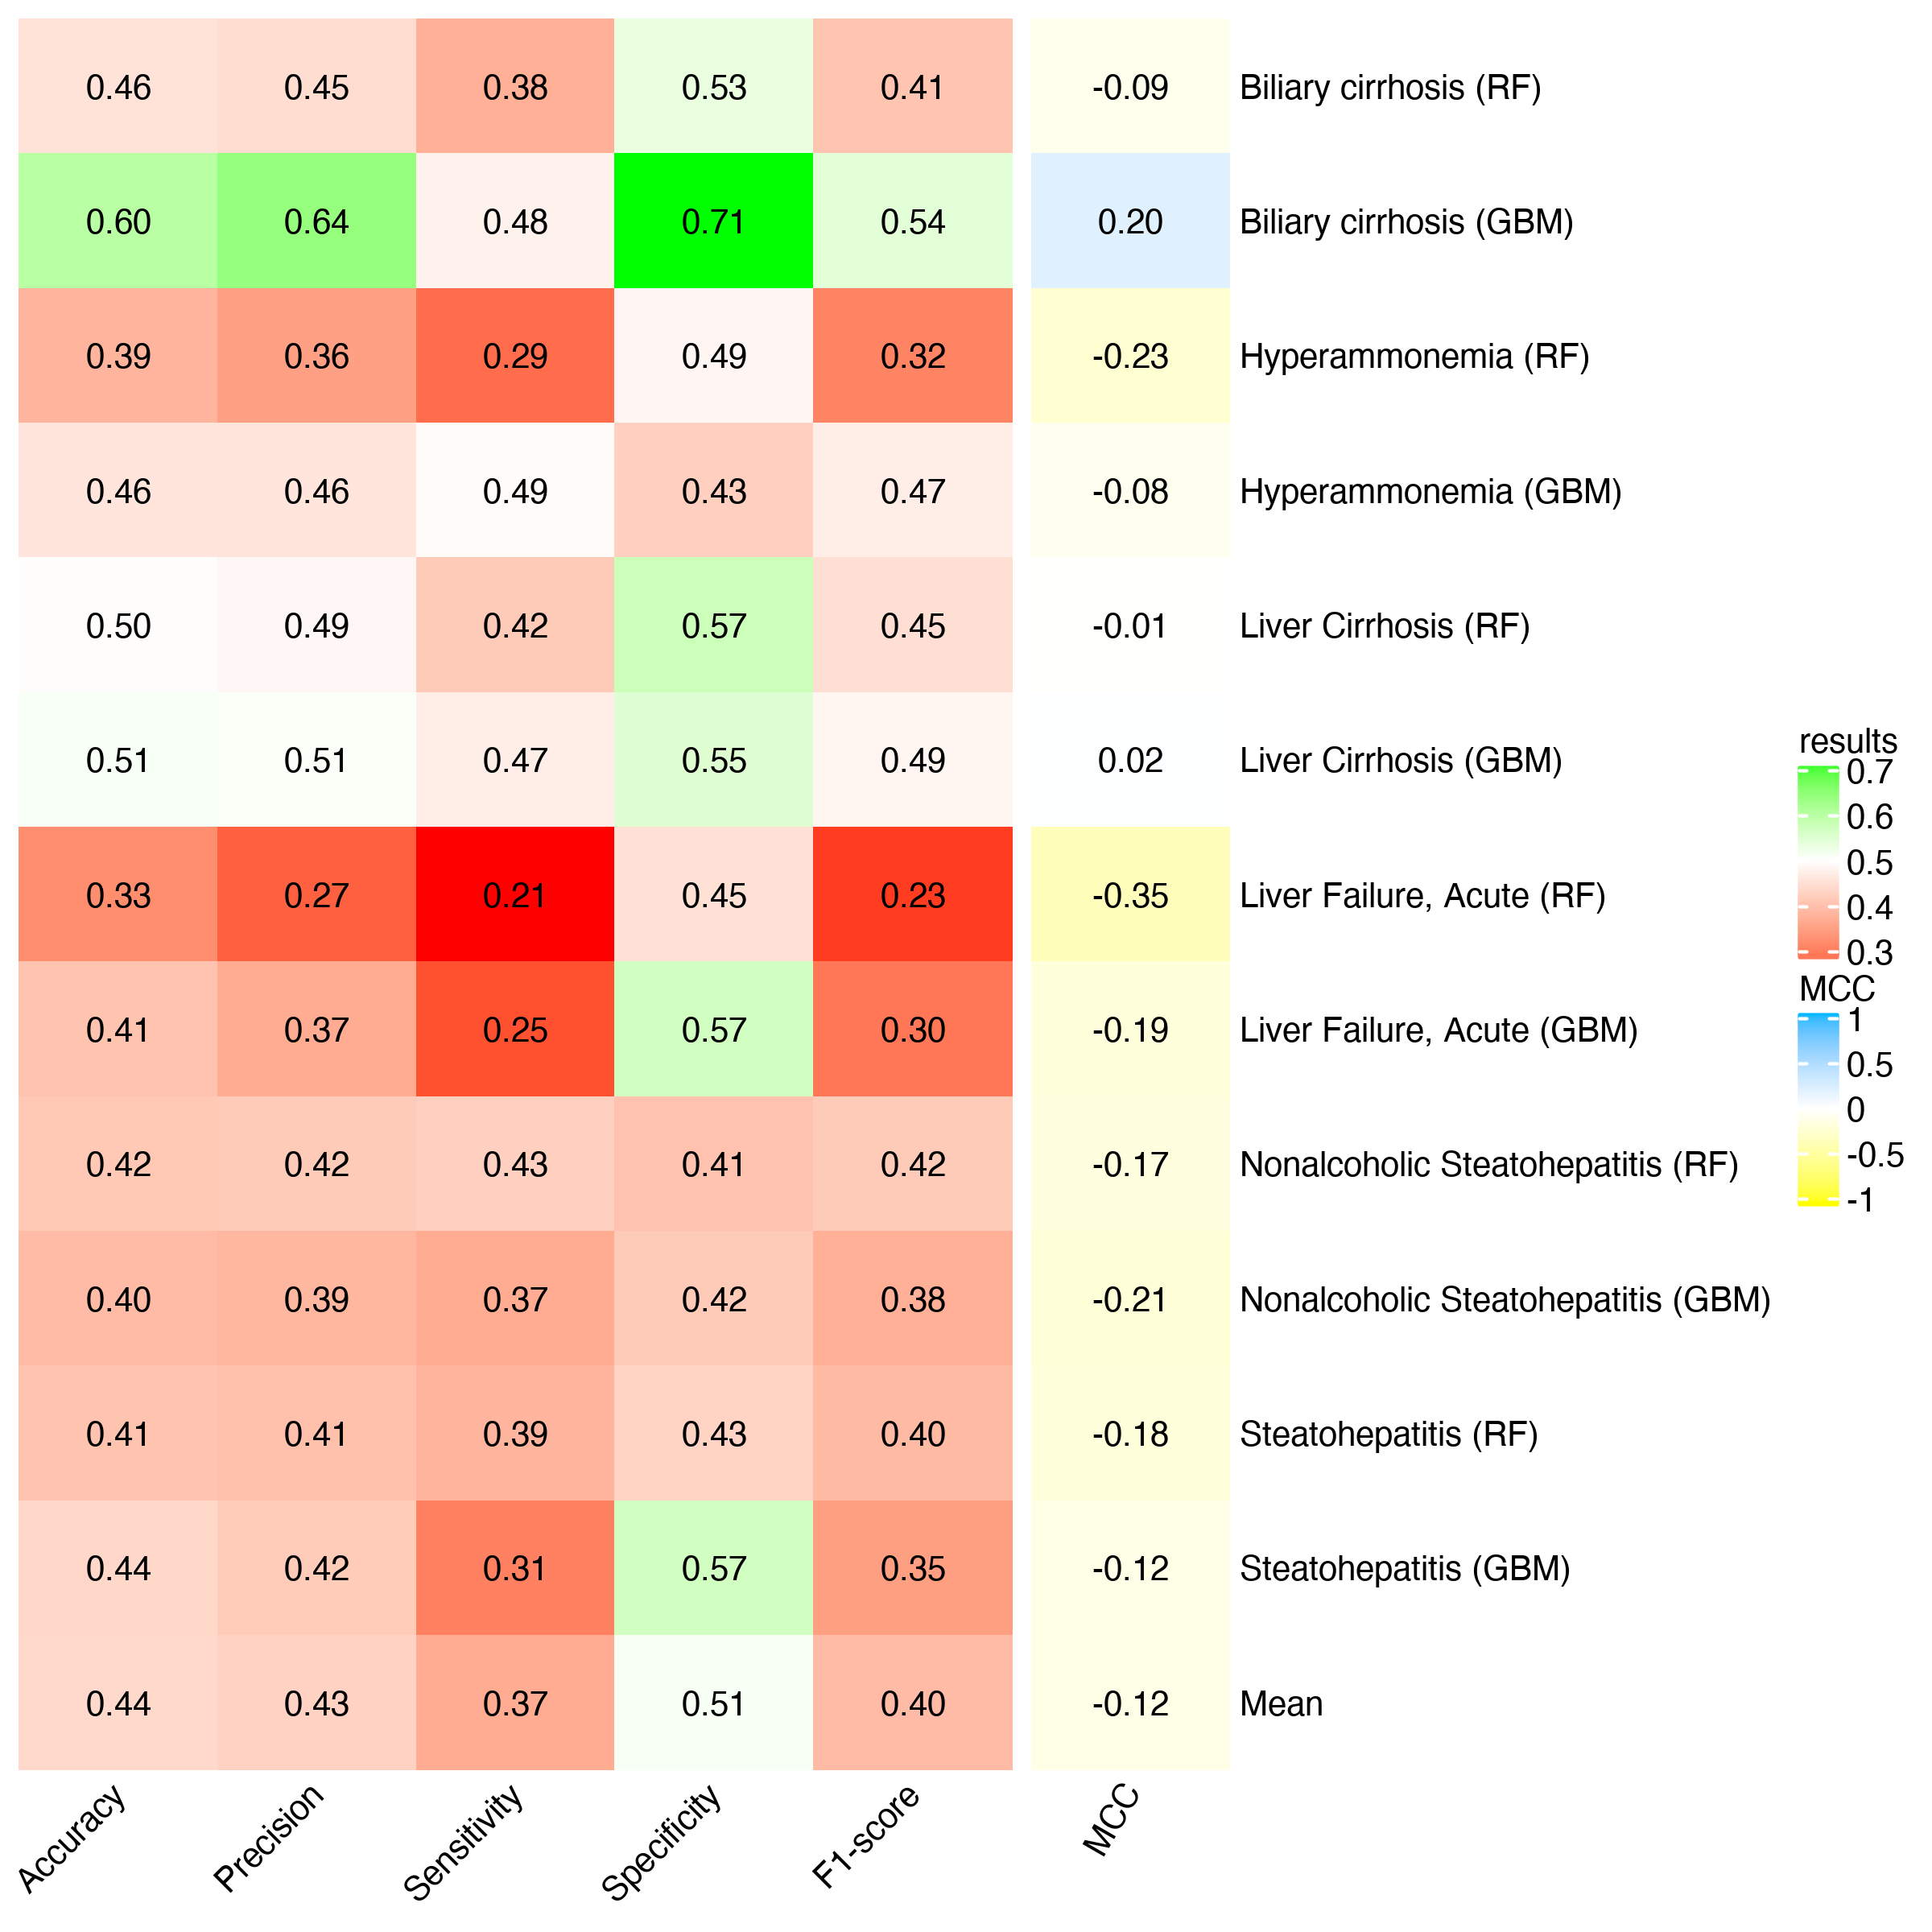 0.46 0.45 0.38 0.53 0.41 -0.09 Biliary cirrhosis (RF)
0.60 0.64 0.48 0.71 0.54 0.20 Biliary cirrhosis (GBM)
0.39 0.36 0.29 0.49 0.32 -0.23 Hyperammonemia (RF)
0.46 0.46 0.49 0.43 0.47 -0.08 Hyperammonemia (GBM)
0.50 0.49 0.42 0.57 0.45 -0.01 Liver Cirrhosis (RF)
0.51 0.51 0.47 0.55 0.49 0.02 Liver Cirrhosis (GBM)
0.33 0.27 0.21 0.45 0.23 -0.35 Liver Failure, Acute (RF)
0.41 0.37 0.25 0.57 0.30 -0.19 Liver Failure, Acute (GBM)
0.42 0.42 0.43 0.41 0.42 -0.17 Nonalcoholic Steatohepatitis (RF)
0.40 0.39 0.37 0.42 0.38 -0.21 Nonalcoholic Steatohepatitis (GBM)
0.41 0.41 0.39 0.43 0.40 -0.18 Steatohepatitis (RF)
0.44 0.42 0.31 0.57 0.35 -0.12 Steatohepatitis (GBM)
0.44 0.43 0.37 0.51 0.40 -0.12 Mean
Accuracy Precision Sensitivity Specificity F1-score MCC
results
0.7
0.6
0.5
0.4
0.3
MCC
1
0.5
0
-0.5
-1